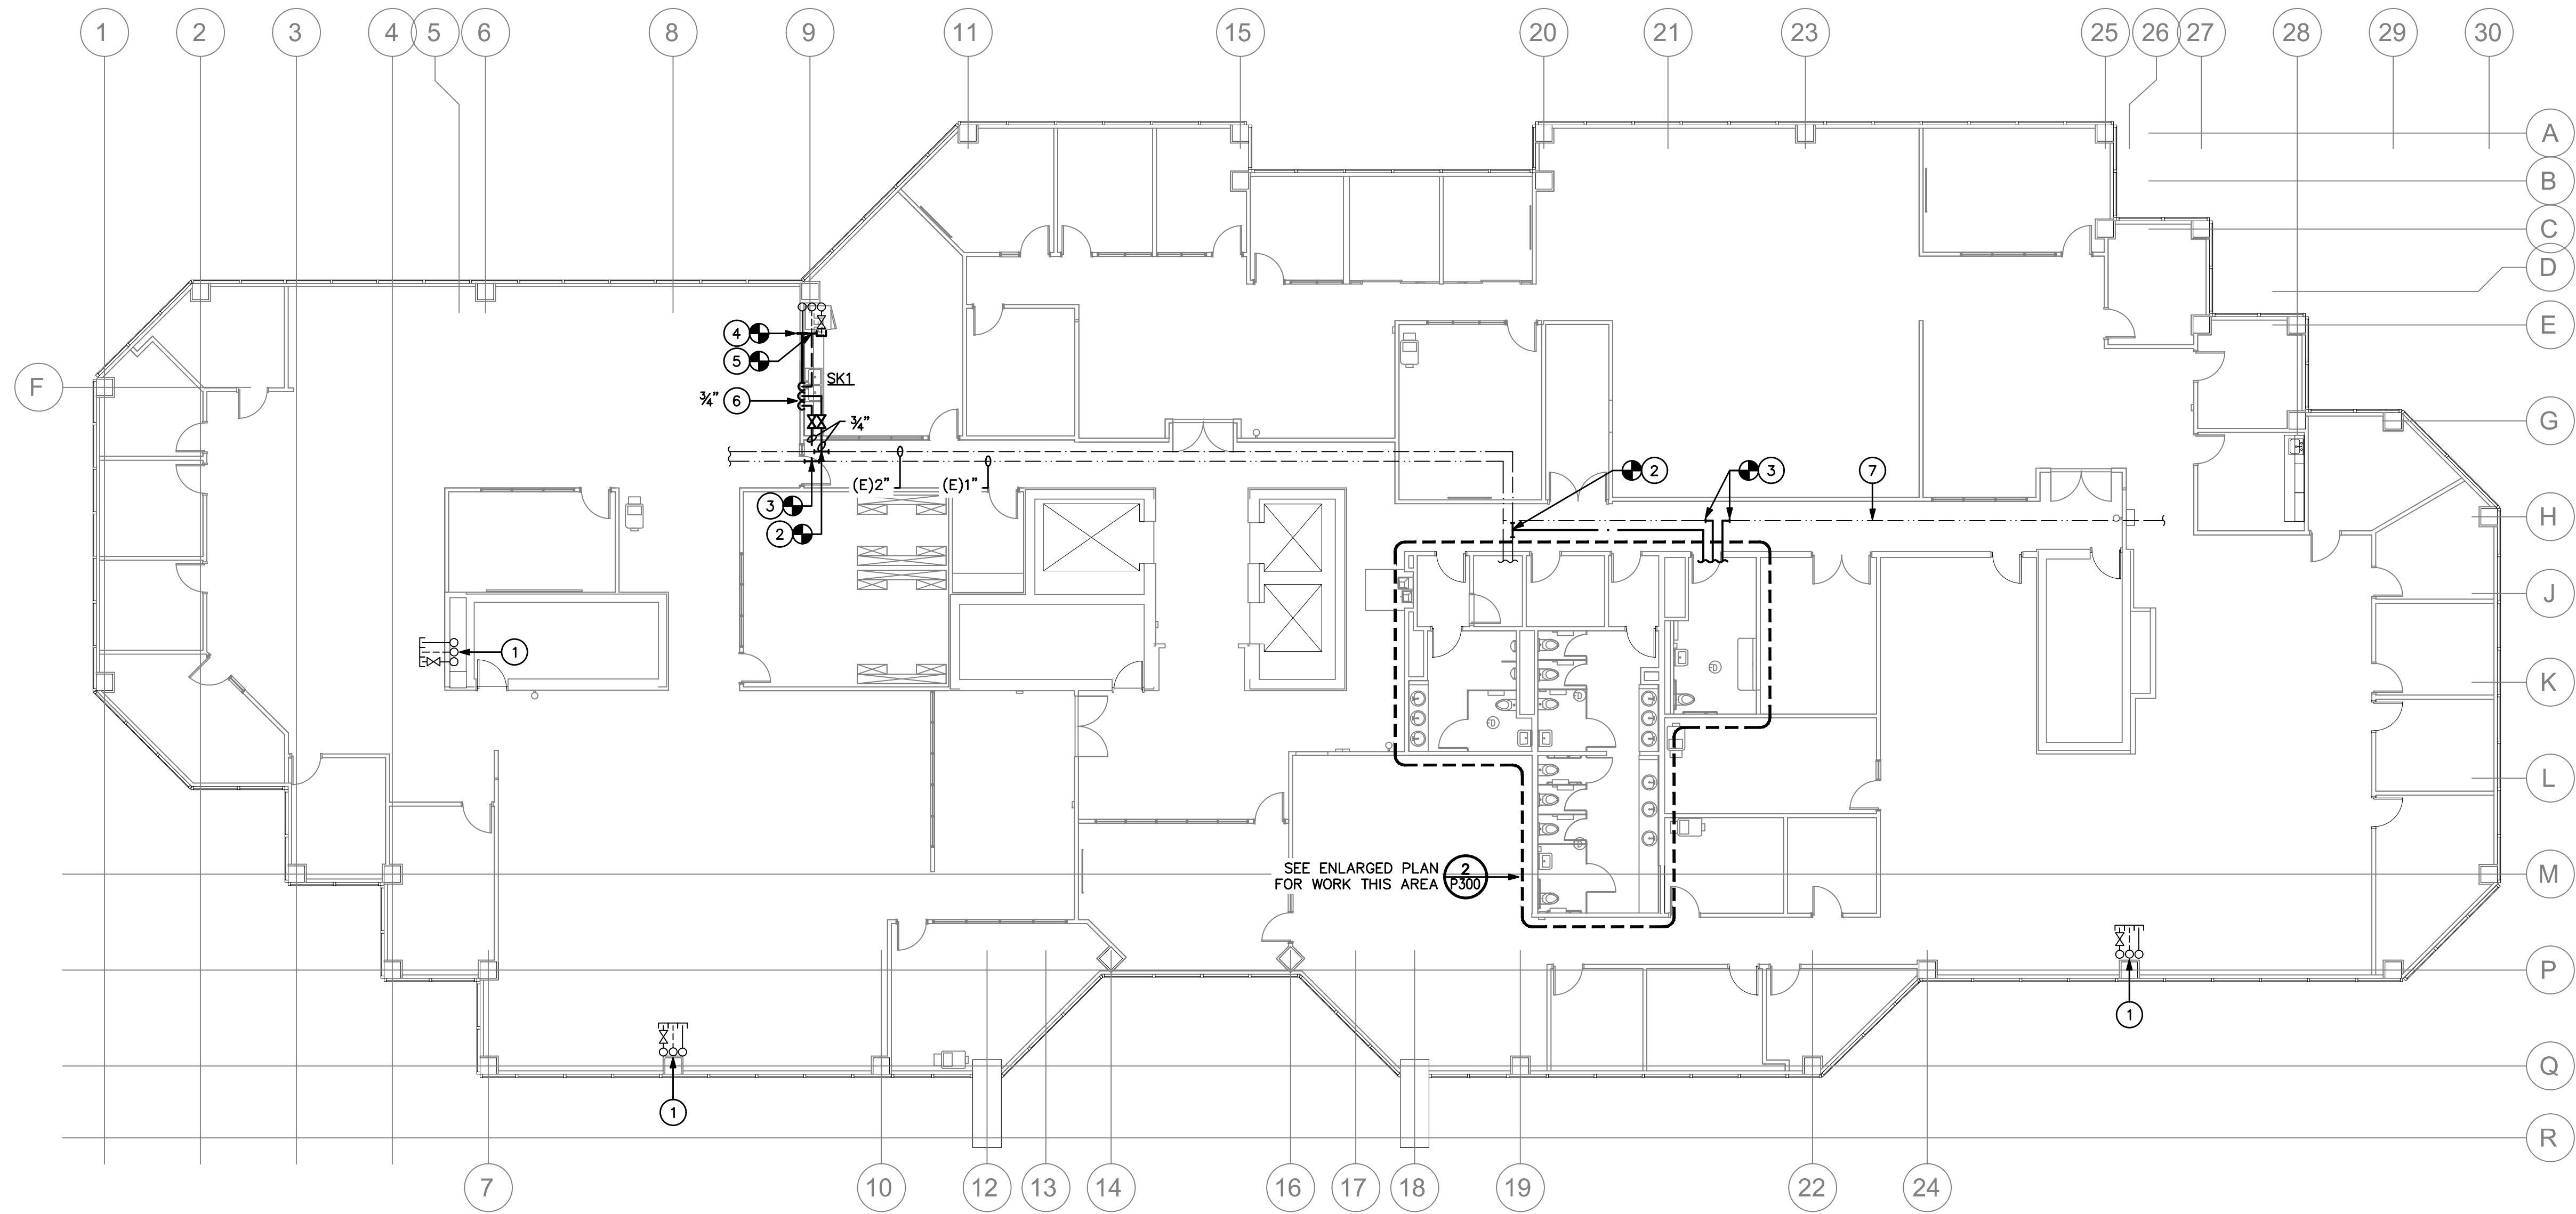 1 2 3 4 5 6 8 9 11 15 20 21 23 25 26 27 28 29 30
A
B
C
D
E
4
5
SK1
F
¾" 6
¾"
G
2 3 7
(E)2" (E)1"
3
2
H
J
1
D
K
D
D
L
D
SEE ENLARGED PLAN
FOR WORK THIS AREA
2
P300
M
P
1
Q
1
R
7 10 12 13 14 16 17 18 19 22 24